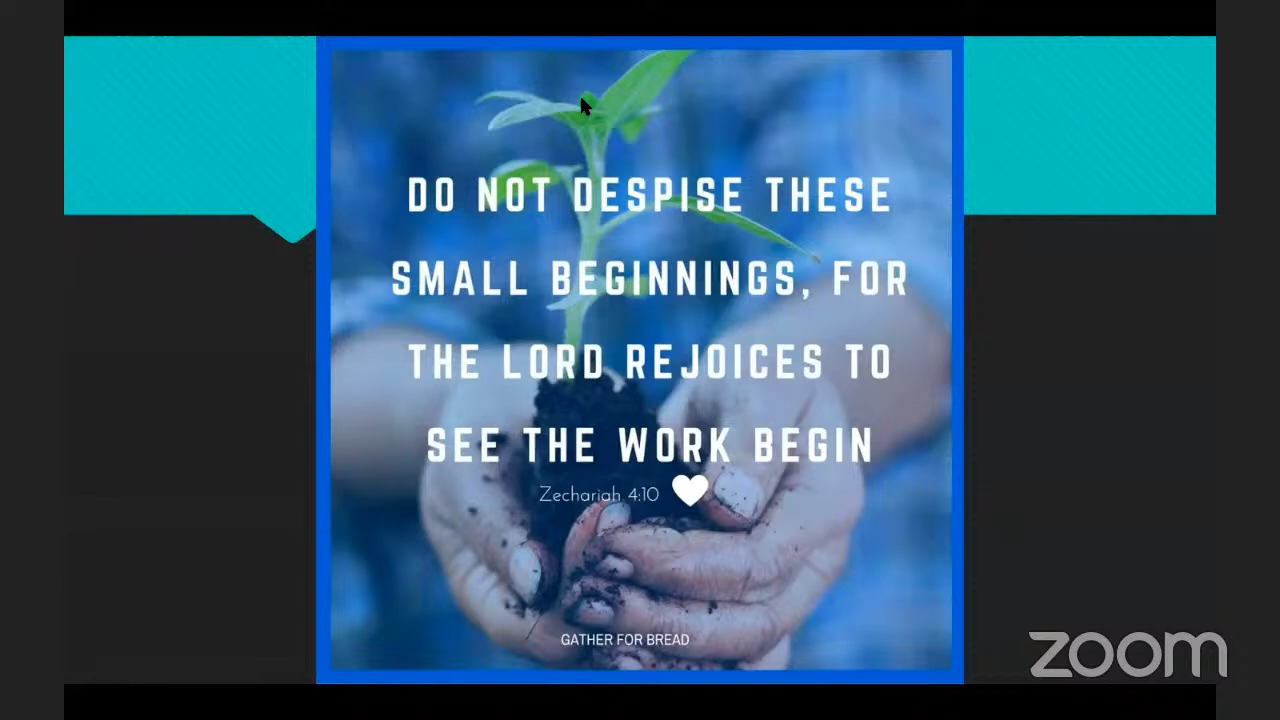 DO NOT DESPISE THESE
SMALL BEGINNINGS, FOR
THE LORD REJOICES TO
SEE THE WORK BEGIN
Zechariah 4:10
GATHER FOR BREAD
zoom